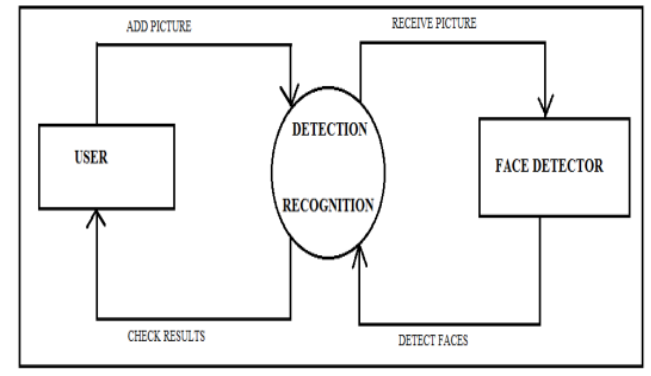 ADD PICTURE
RECEIVE PICTURE
DETECTION
USER
FACE DETECTOR
RECOGNITION
CHECK RESULTS
DETECT FACES